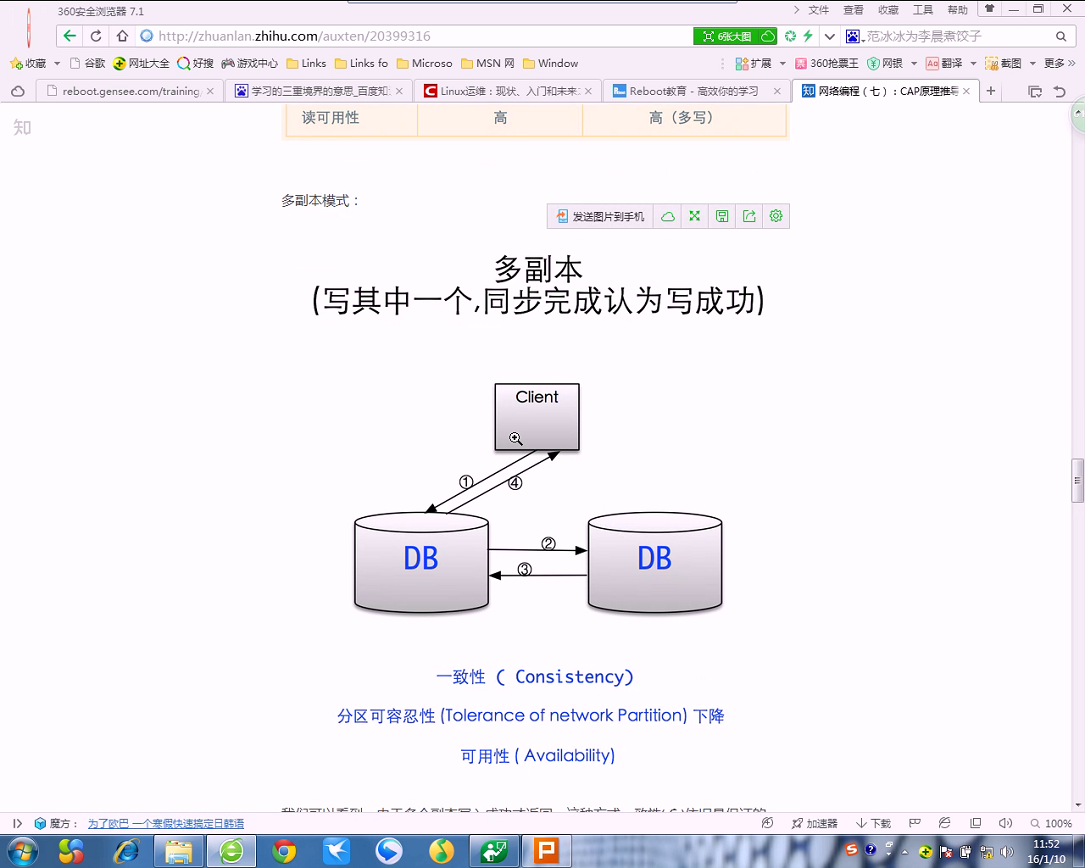 360安全浏览器 7.1
文件 查看 收藏 工具 帮助
http://zhuanlan.zhihu.com/auxten/20399316
6张大图
范冰冰为李晨煮饺子
收藏 谷歌 网址大全 好搜 游戏中心 Links Links fo Microso MSN 网 Window
扩展 360抢票王 网银 翻译 截图 更多 »
reboot.gensee.com/training/
学习的三重境界的意思_百度知
Linux运维：现状、入门和未来
Reboot教育 - 高效你的学习
网络编程（七）：CAP原理推导
知
读可用性 高 高（多写）
多副本模式：
发送图片到手机
多副本
(写其中一个,同步完成认为写成功)
Client
① ④
DB ② DB
③
一致性 ( Consistency)
分区可容忍性 (Tolerance of network Partition) 下降
可用性 ( Availability)
魔方： 为了欧巴 一个寒假快速搞定日韩语
加速器 下载 100%
11:52
16/1/10